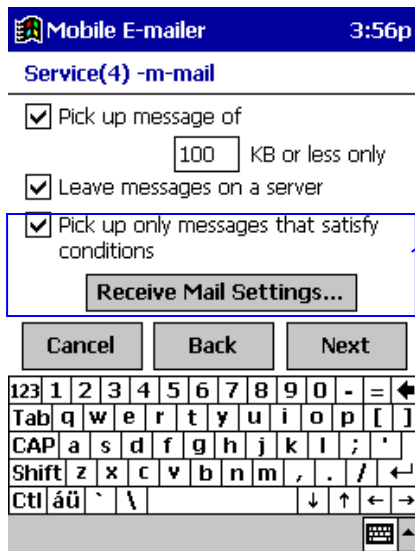 Mobile E-mailer 3:56p
Service(4) -m-mail
Pick up message of
100 KB or less only
Leave messages on a server
Pick up only messages that satisfy
conditions
Receive Mail Settings...
Cancel Back Next
123 1 2 3 4 5 6 7 8 9 0 - =
Tab q w e r t y u i o p [ ]
CAP a s d f g h j k l ; '
Shift z x c v b n m , . /
Ctl áü ` \